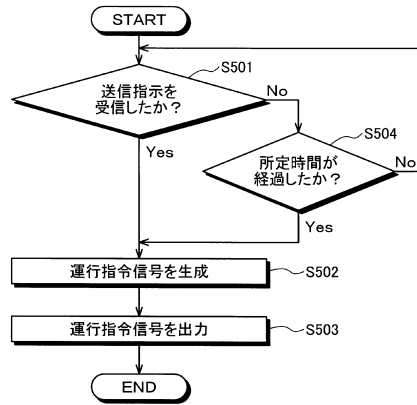 START
S501
送信指示を
受信したか？
No
Yes
S504
所定時間が
経過したか？
No
Yes
運行指令信号を生成
S502
運行指令信号を出力
S503
END